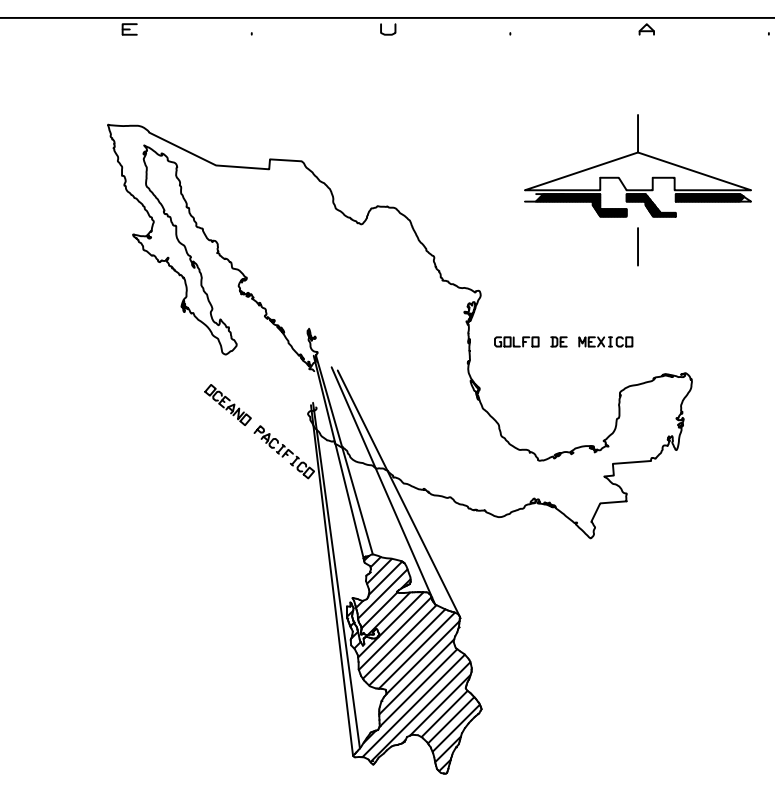 E . U . A .
GOLFO DE MEXICO
OCEANO PACIFICO